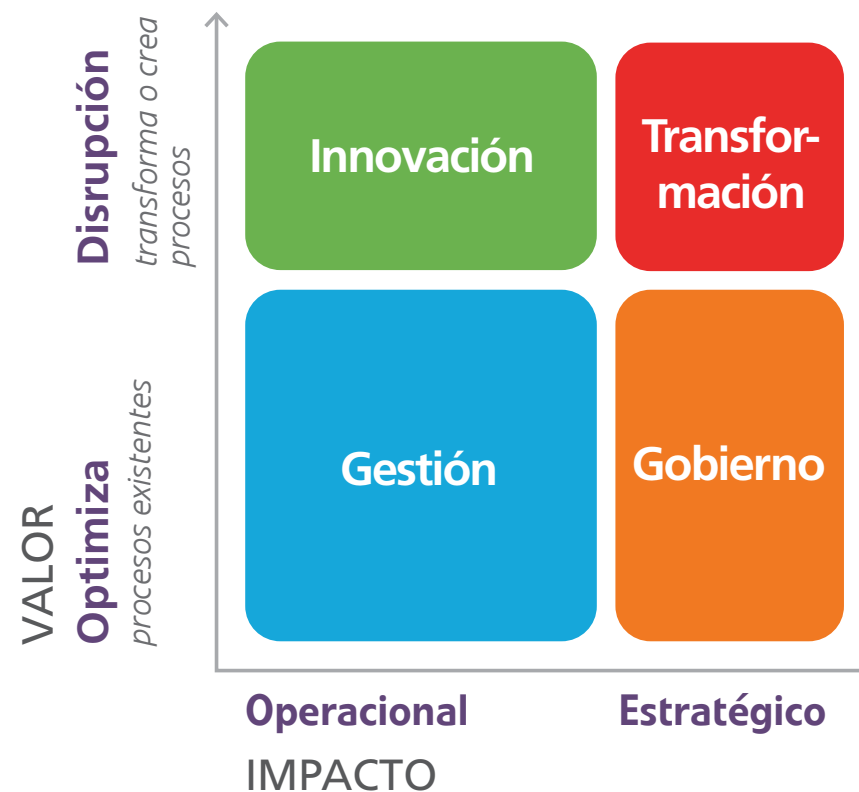 Disrupción
transforma o crea
procesos
Innovación
Transfor-
mación
VALOR
Optimiza
procesos existentes
Gestión
Gobierno
Operacional
Estratégico
IMPACTO